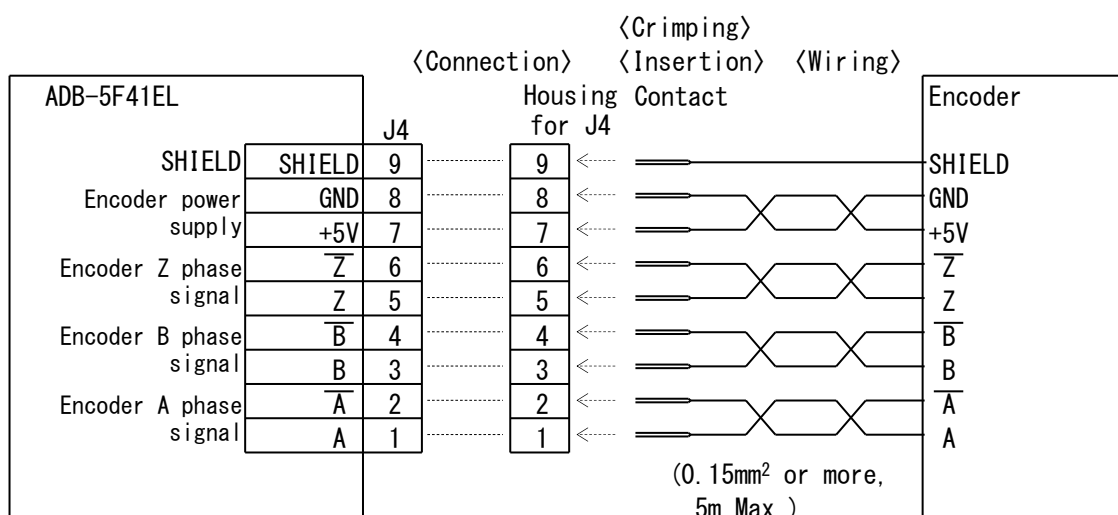 〈Crimping〉
〈Connection〉 〈Insertion〉 〈Wiring〉
ADB-5F41EL Housing Contact Encoder
J4 for J4
SHIELD SHIELD 9 9 SHIELD
Encoder power GND 8 8 GND
supply +5V 7 7 +5V
Encoder Z phase Z̅ 6 6 Z̅
signal Z 5 5 Z
Encoder B phase B̅ 4 4 B̅
signal B 3 3 B
Encoder A phase A̅ 2 2 A̅
signal A 1 1 A
(0.15mm² or more,
5m Max.)